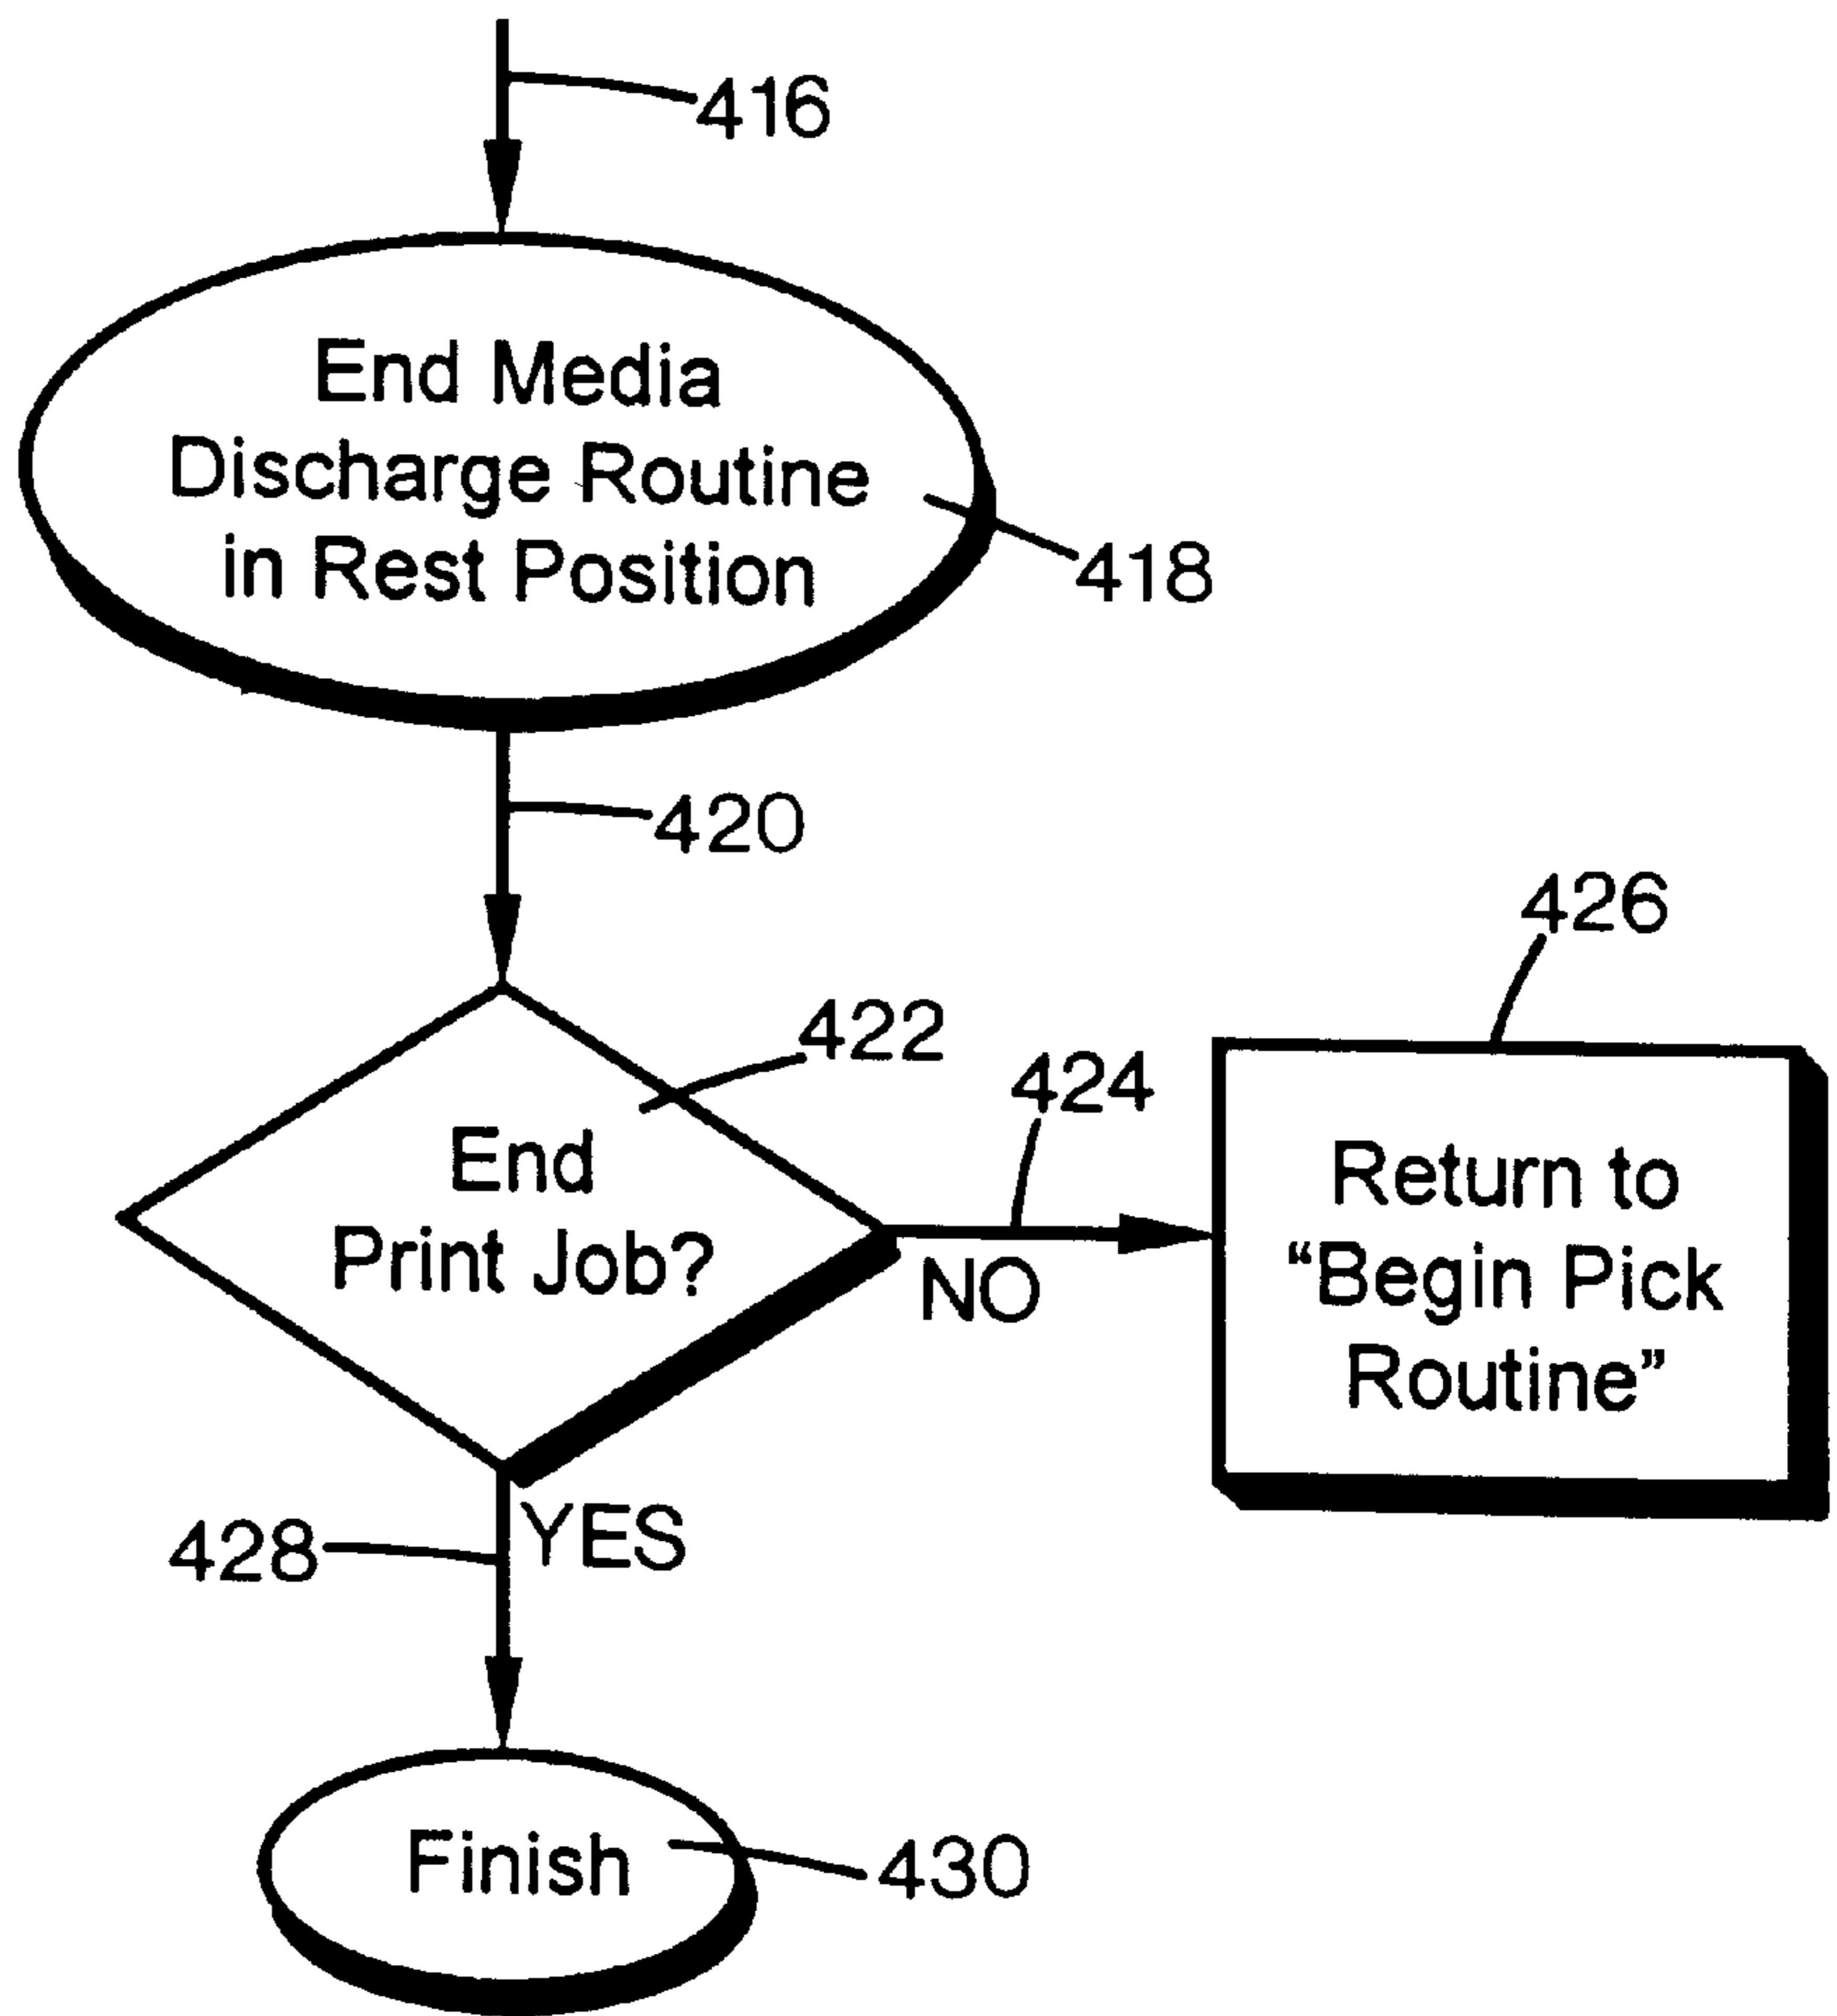 416
End Media
Discharge Routine
in Rest Position
418
420
426
422
424
End
Print Job?
NO
Return to
“Begin Pick
Routine”
428
YES
Finish
430